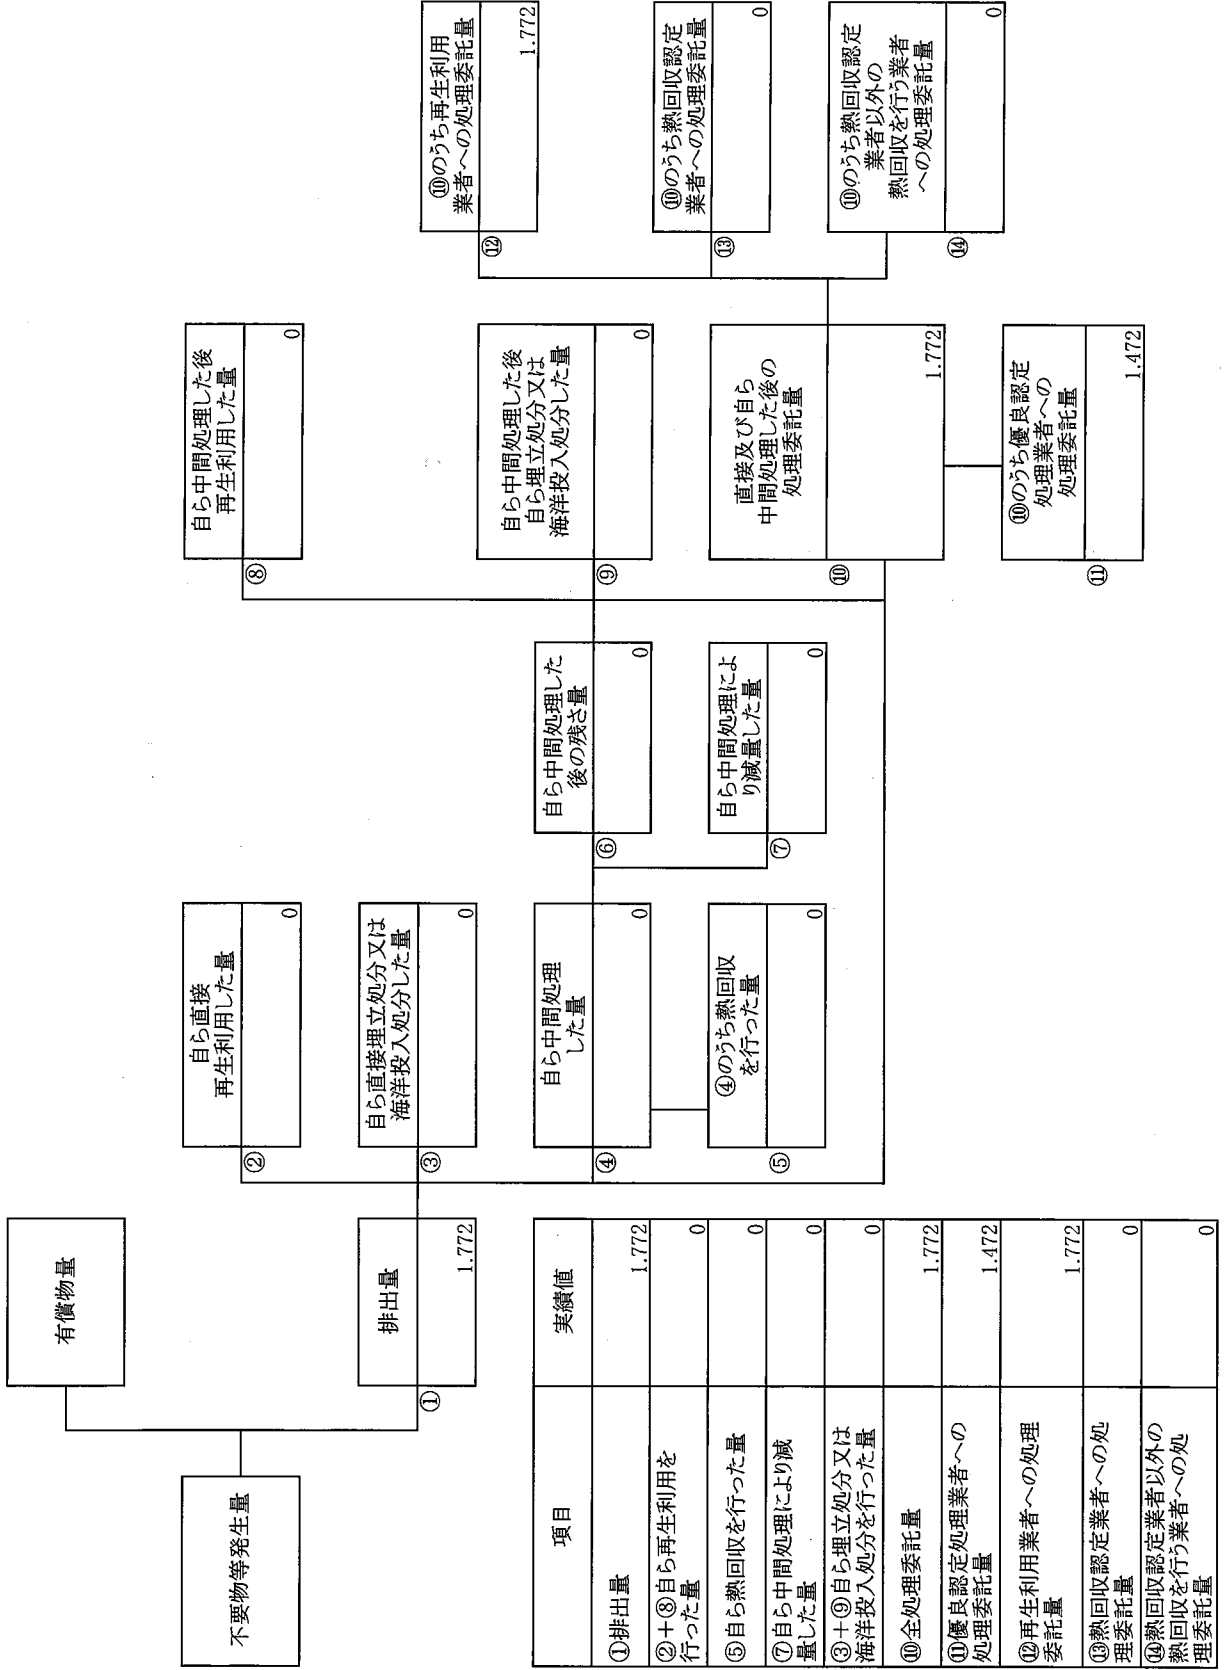 不要物等発生量
有償物量
①
排出量
1.772
②
自ら直接
再生利用した量
0
③
自ら直接埋立処分又は
海洋投入処分した量
0
④
自ら中間処理
した量
0
⑤
④のうち熱回収
を行った量
0
⑥
自ら中間処理した
後の残さ量
0
⑦
自ら中間処理によ
り減量した量
0
⑧
自ら中間処理した後
再生利用した量
0
⑨
自ら中間処理した後
自ら埋立処分又は
海洋投入処分した量
0
⑩
直接及び自ら
中間処理した後の
処理委託量
1.772
⑪
⑩のうち優良認定
処理業者への
処理委託量
1.472
⑫
⑩のうち再生利用
業者への処理委託量
1.772
⑬
⑩のうち熱回収認定
業者への処理委託量
0
⑭
⑩のうち熱回収認定
業者以外の
熱回収を行う業者
への処理委託量
0
項目 実績値
①排出量 1.772
②+⑧自ら再生利用を
行った量 0
⑤自ら熱回収を行った量 0
⑦自ら中間処理により減
量した量 0
③+⑨自ら埋立処分又は
海洋投入処分を行った量 0
⑩全処理委託量 1.772
⑪優良認定処理業者への
処理委託量 1.472
⑫再生利用業者への処理
委託量 1.772
⑬熱回収認定業者への処
理委託量 0
⑭熱回収認定業者以外の
熱回収を行う業者への処
理委託量 0